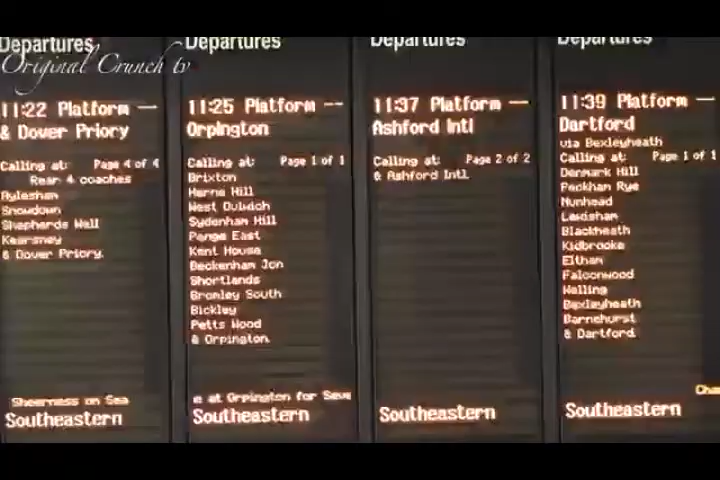 Departures
Original Crunch tv
11:22 Platform --
& Dover Priory
Calling at: Page 4 of 4
Rear 4 coaches
Aylesham
Snowdown
Shepherds Well
Kearsney
& Dover Priory.
Sheerness on Sea
Southeastern
Departures
11:25 Platform --
Orpington
Calling at: Page 1 of 1
Brixton
Herne Hill
West Dulwich
Sydenham Hill
Penge East
Kent House
Beckenham Jcn
Shortlands
Bromley South
Bickley
Petts Wood
& Orpington.
e at Orpington for Seve
Southeastern
Departures
11:37 Platform --
Ashford Intl
Calling at: Page 2 of 2
& Ashford Intl.
Southeastern
Departures
11:39 Platform --
Dartford
via Bexleyheath
Calling at: Page 1 of 1
Denmark Hill
Peckham Rye
Nunhead
Lewisham
Blackheath
Kidbrooke
Eltham
Falconwood
Welling
Bexleyheath
Barnehurst
& Dartford.
Cha
Southeastern